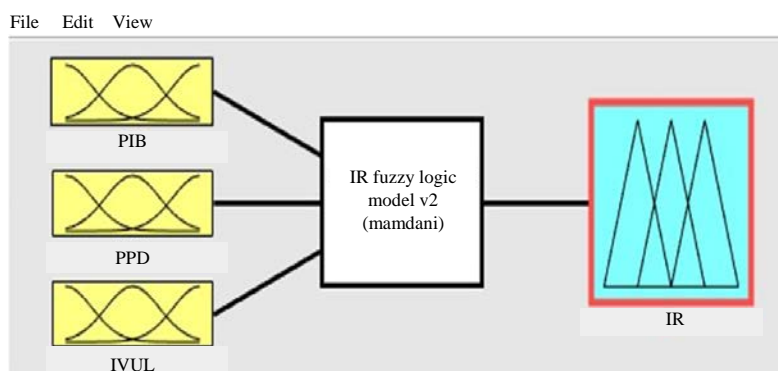 File Edit View
PIB
PPD
IVUL
IR fuzzy logic
model v2
(mamdani)
IR